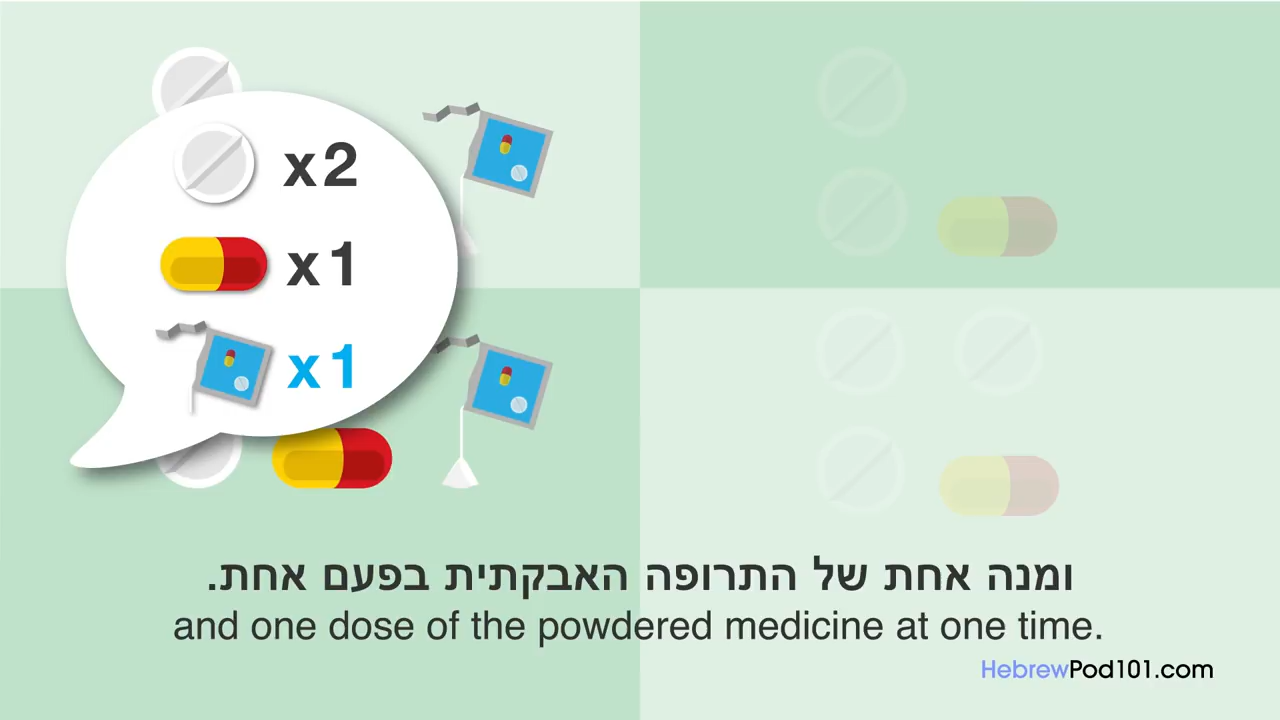 x2
x1
x1
ומנה אחת של התרופה האבקתית בפעם אחת.
and one dose of the powdered medicine at one time.
HebrewPod101.com